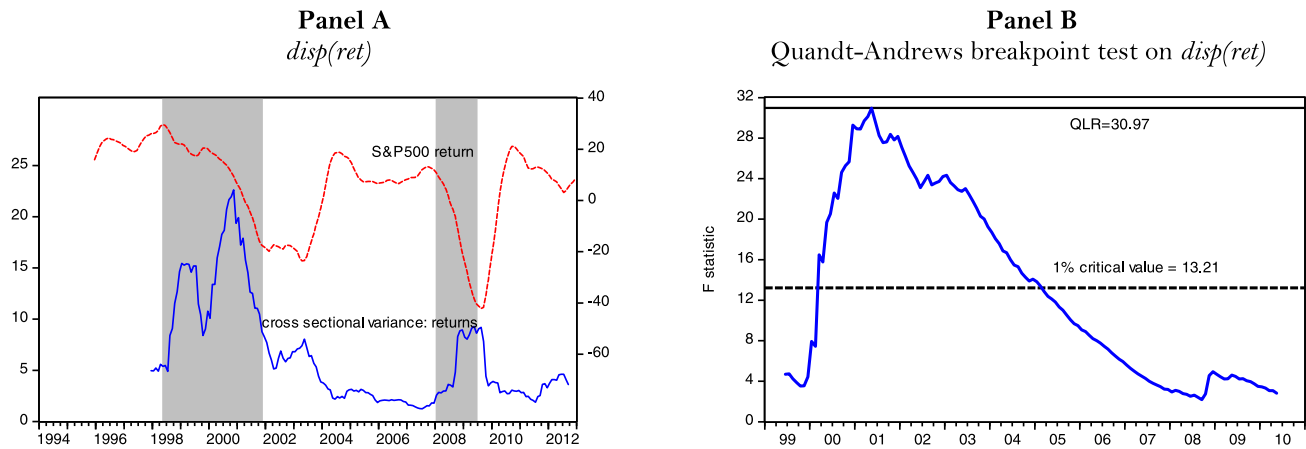 Panel A
disp(ret)
40
20
0
-20
-40
-60
25
20
15
10
5
0
S&P500 return
cross sectional variance: returns
1994 1996 1998 2000 2002 2004 2006 2008 2010 2012
Panel B
Quandt-Andrews breakpoint test on disp(ret)
32
28
24
20
16
12
8
4
0
F statistic
QLR=30.97
1% critical value = 13.21
99 00 01 02 03 04 05 06 07 08 09 10